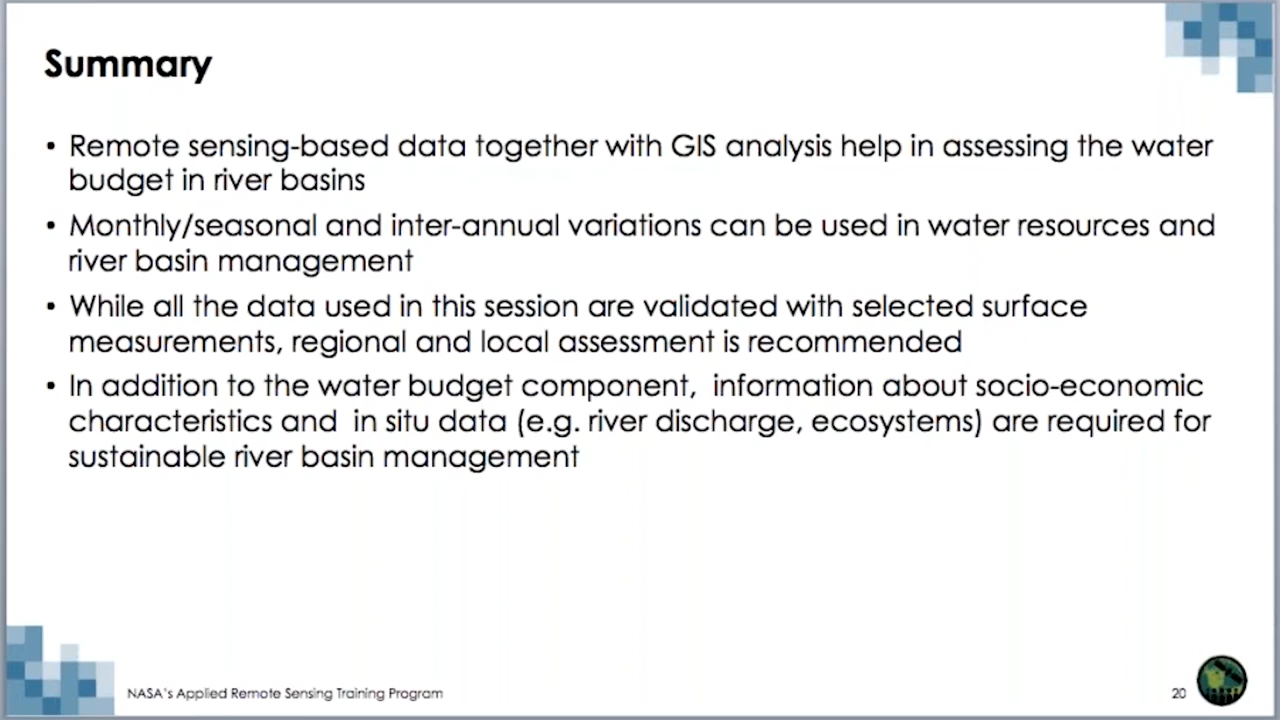 Summary
• Remote sensing-based data together with GIS analysis help in assessing the water
budget in river basins
• Monthly/seasonal and inter-annual variations can be used in water resources and
river basin management
• While all the data used in this session are validated with selected surface
measurements, regional and local assessment is recommended
• In addition to the water budget component,  information about socio-economic
characteristics and  in situ data (e.g. river discharge, ecosystems) are required for
sustainable river basin management
NASA's Applied Remote Sensing Training Program
20